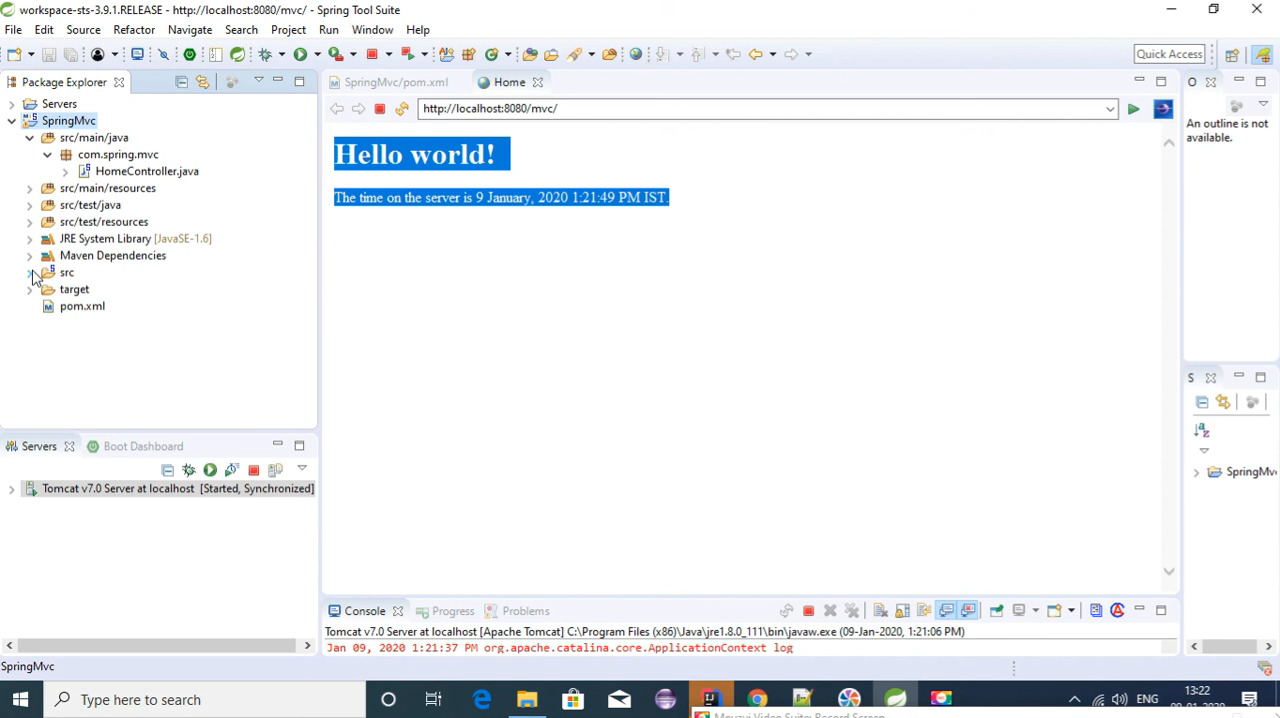 workspace-sts-3.9.1.RELEASE - http://localhost:8080/mvc/ - Spring Tool Suite
File Edit Source Refactor Navigate Search Project Run Window Help
Quick Access
Package Explorer
SpringMvc/pom.xml
Home
O
http://localhost:8080/mvc/
Servers
SpringMvc
src/main/java
com.spring.mvc
HomeController.java
src/main/resources
src/test/java
src/test/resources
JRE System Library [JavaSE-1.6]
Maven Dependencies
src
target
pom.xml
Hello world!
The time on the server is 9 January, 2020 1:21:49 PM IST.
An outline is not
available.
S
SpringMv
Servers
Boot Dashboard
Tomcat v7.0 Server at localhost [Started, Synchronized]
Console
Progress
Problems
Tomcat v7.0 Server at localhost [Apache Tomcat] C:\Program Files (x86)\Java\jre1.8.0_111\bin\javaw.exe (09-Jan-2020, 1:21:06 PM)
Jan 09, 2020 1:21:37 PM org.apache.catalina.core.ApplicationContext log
SpringMvc
Type here to search
ENG
13:22